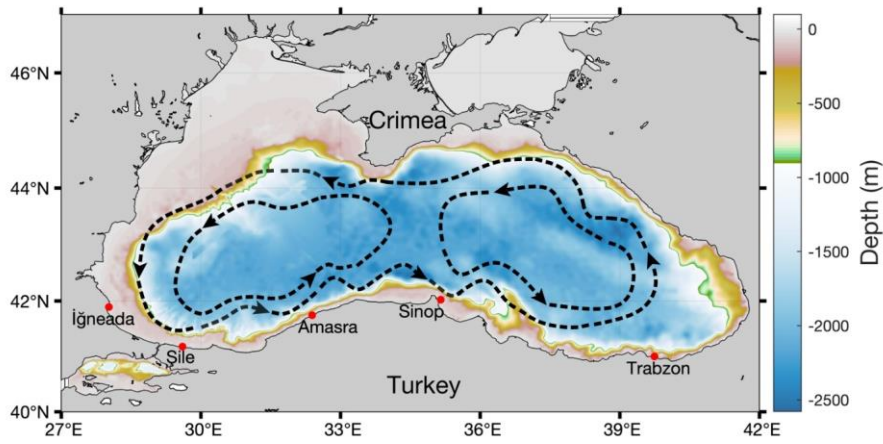 46°N
44°N
42°N
40°N
27°E
30°E
33°E
36°E
39°E
42°E
Crimea
İğneada
Şile
Amasra
Sinop
Trabzon
Turkey
0
-500
-1000
-1500
-2000
-2500
Depth (m)